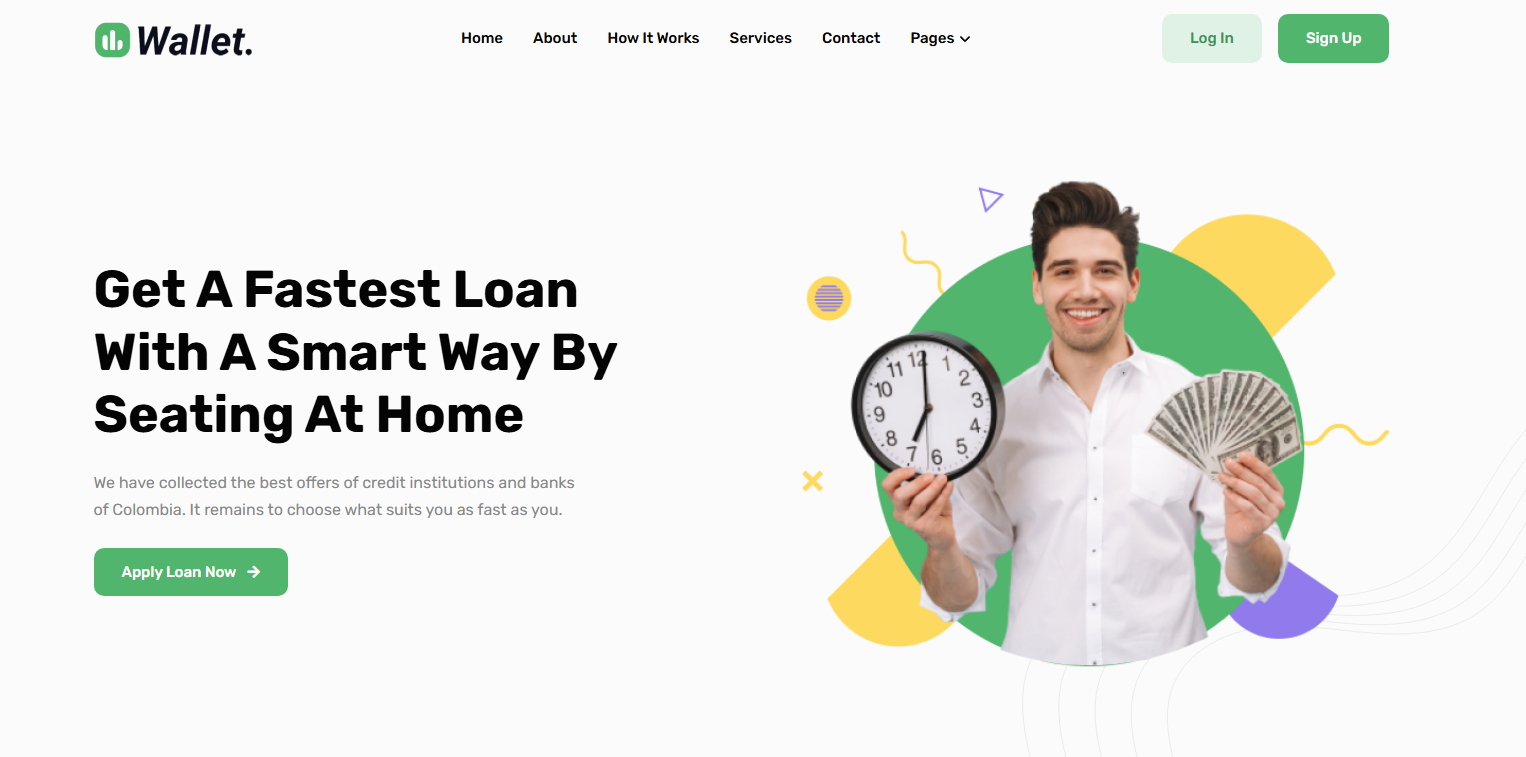 Wallet.
Home About How It Works Services Contact Pages
Log In Sign Up
Get A Fastest Loan
With A Smart Way By
Seating At Home
We have collected the best offers of credit institutions and banks
of Colombia. It remains to choose what suits you as fast as you.
Apply Loan Now
12
1
2
3
4
5
6
7
8
9
10
11